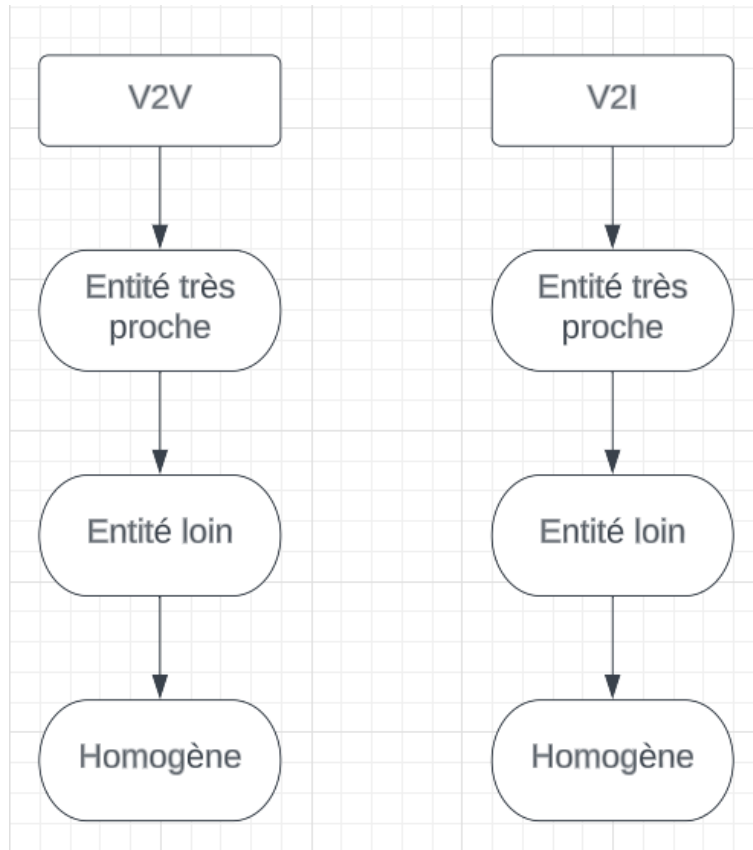 V2V
Entité très
proche
Entité loin
Homogène
V2I
Entité très
proche
Entité loin
Homogène